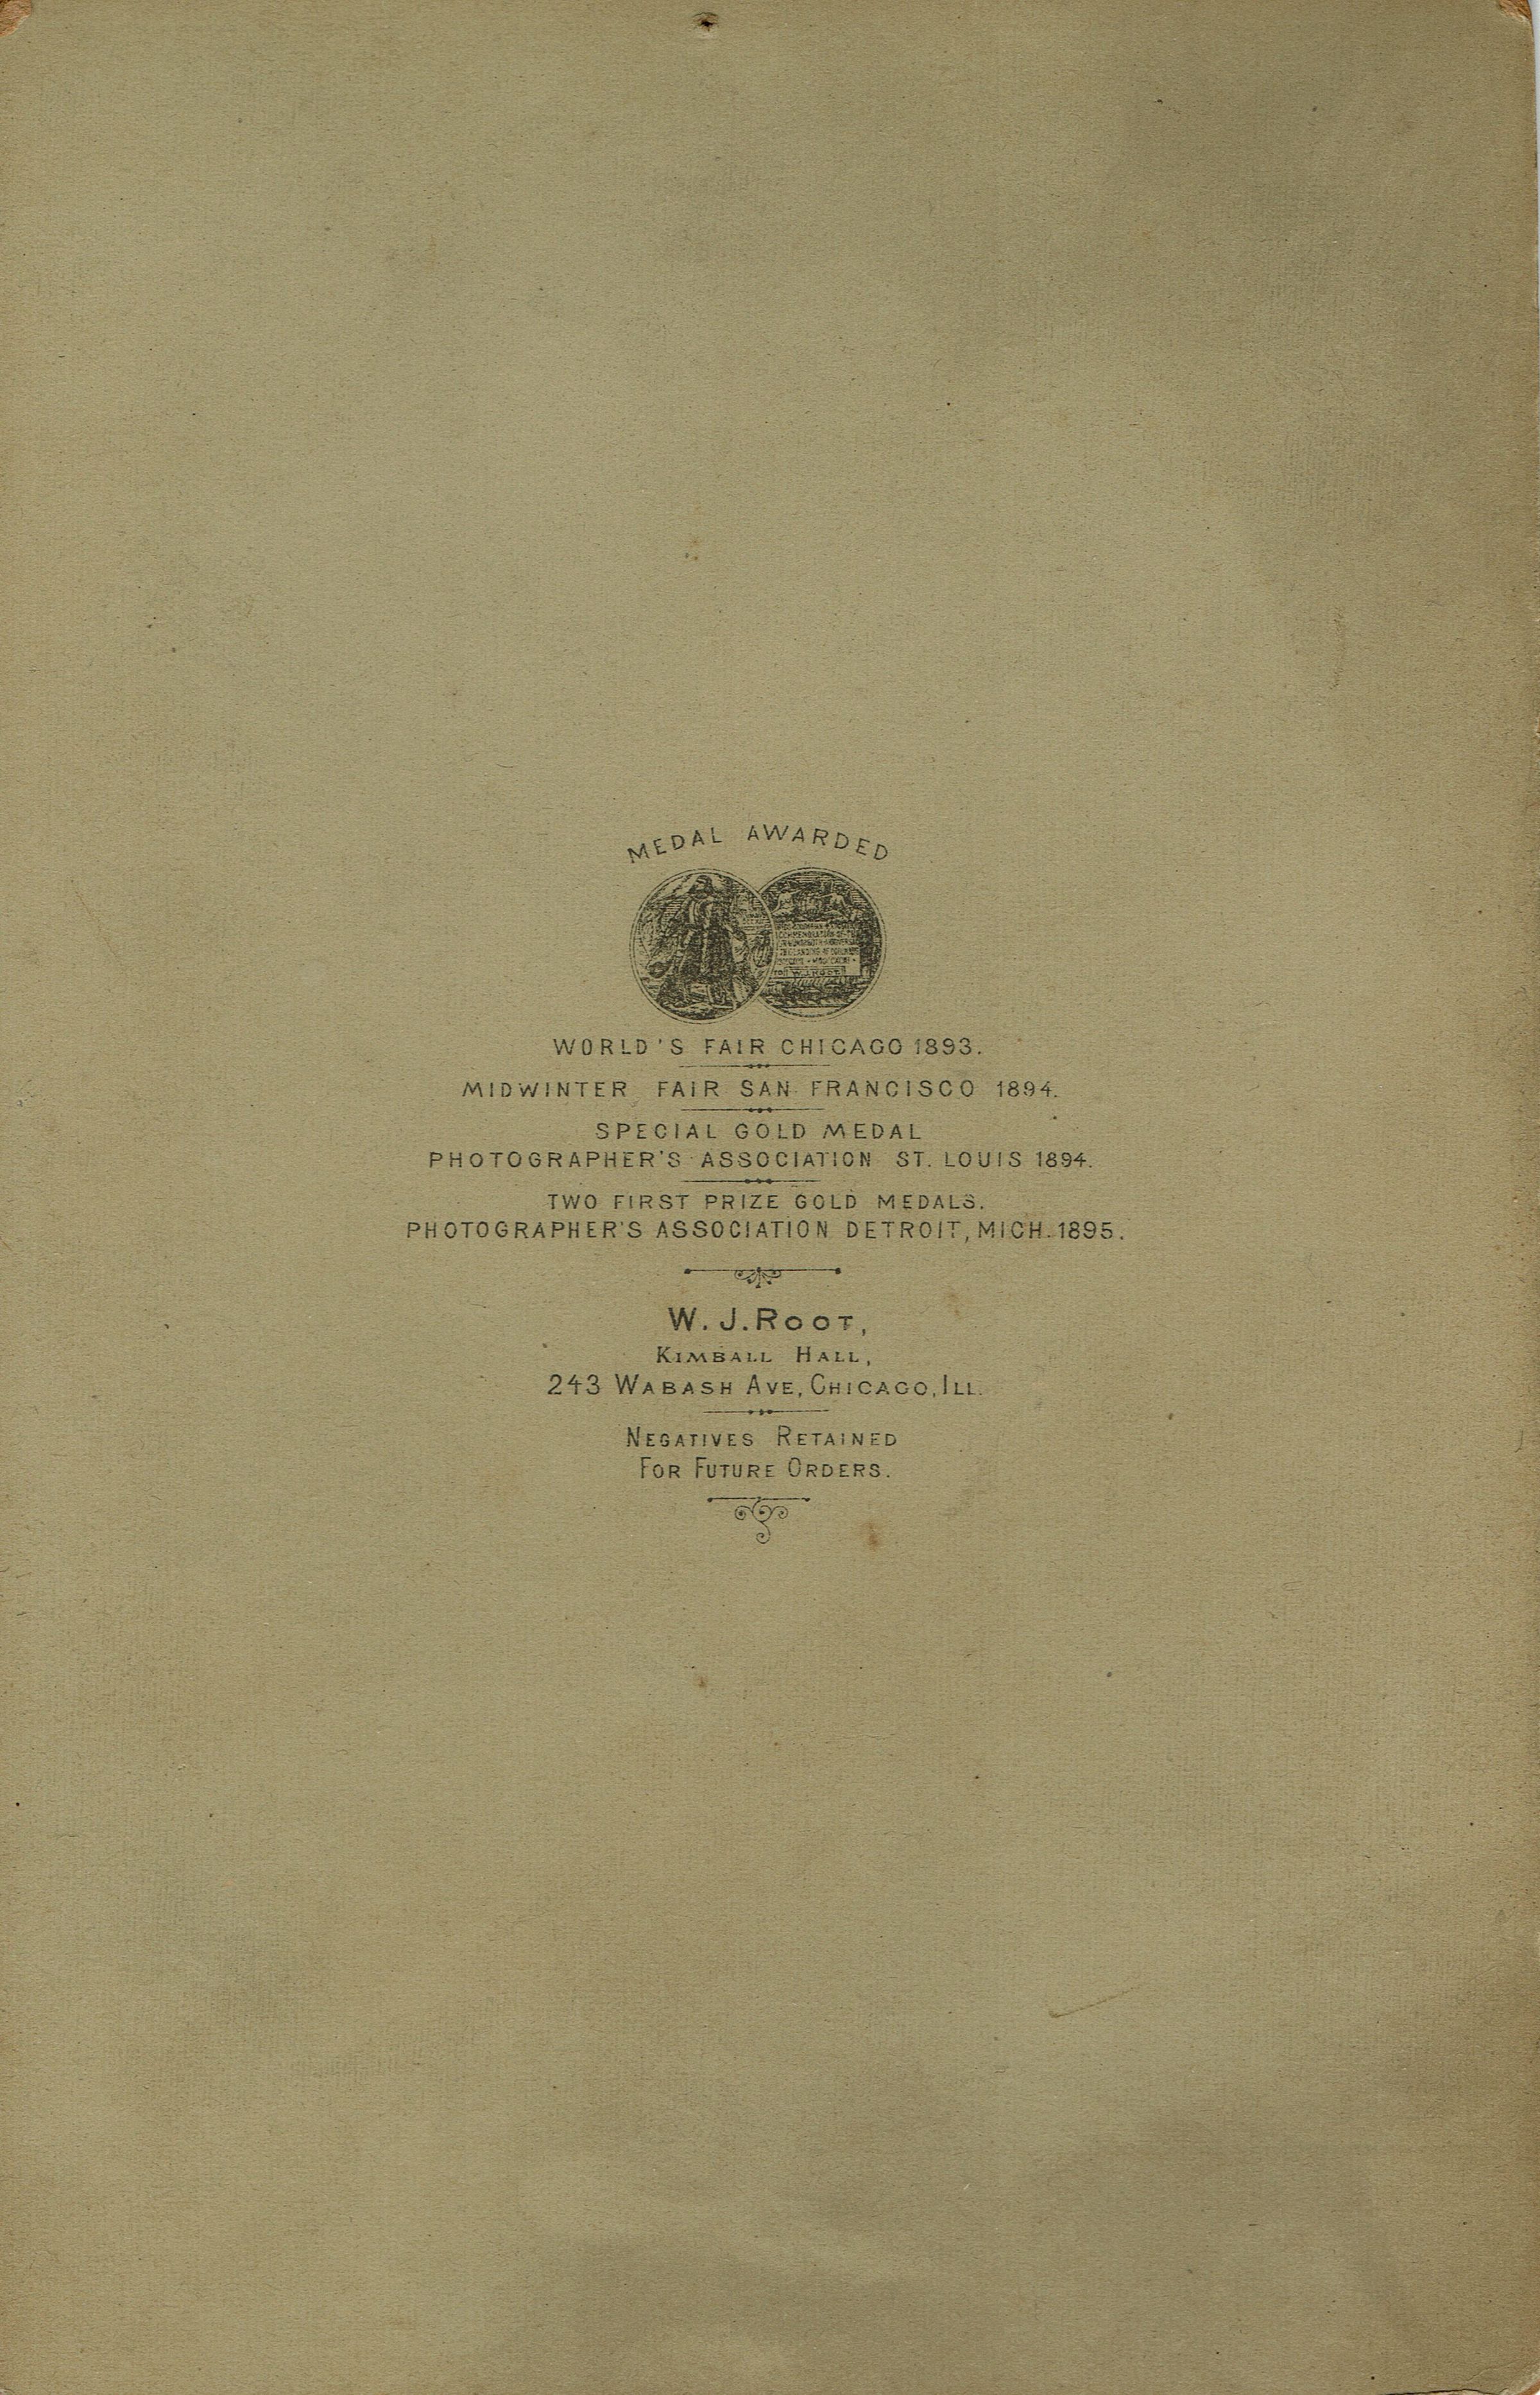 MEDAL AWARDED
WORLD'S FAIR CHICAGO 1893.
MIDWINTER FAIR SAN FRANCISCO 1894.
SPECIAL GOLD MEDAL
PHOTOGRAPHER'S ASSOCIATION ST. LOUIS 1894.
TWO FIRST PRIZE GOLD MEDALS.
PHOTOGRAPHER'S ASSOCIATION DETROIT, MICH. 1895.
W. J. ROOT,
KIMBALL HALL,
243 WABASH AVE, CHICAGO, ILL.
NEGATIVES RETAINED
FOR FUTURE ORDERS.